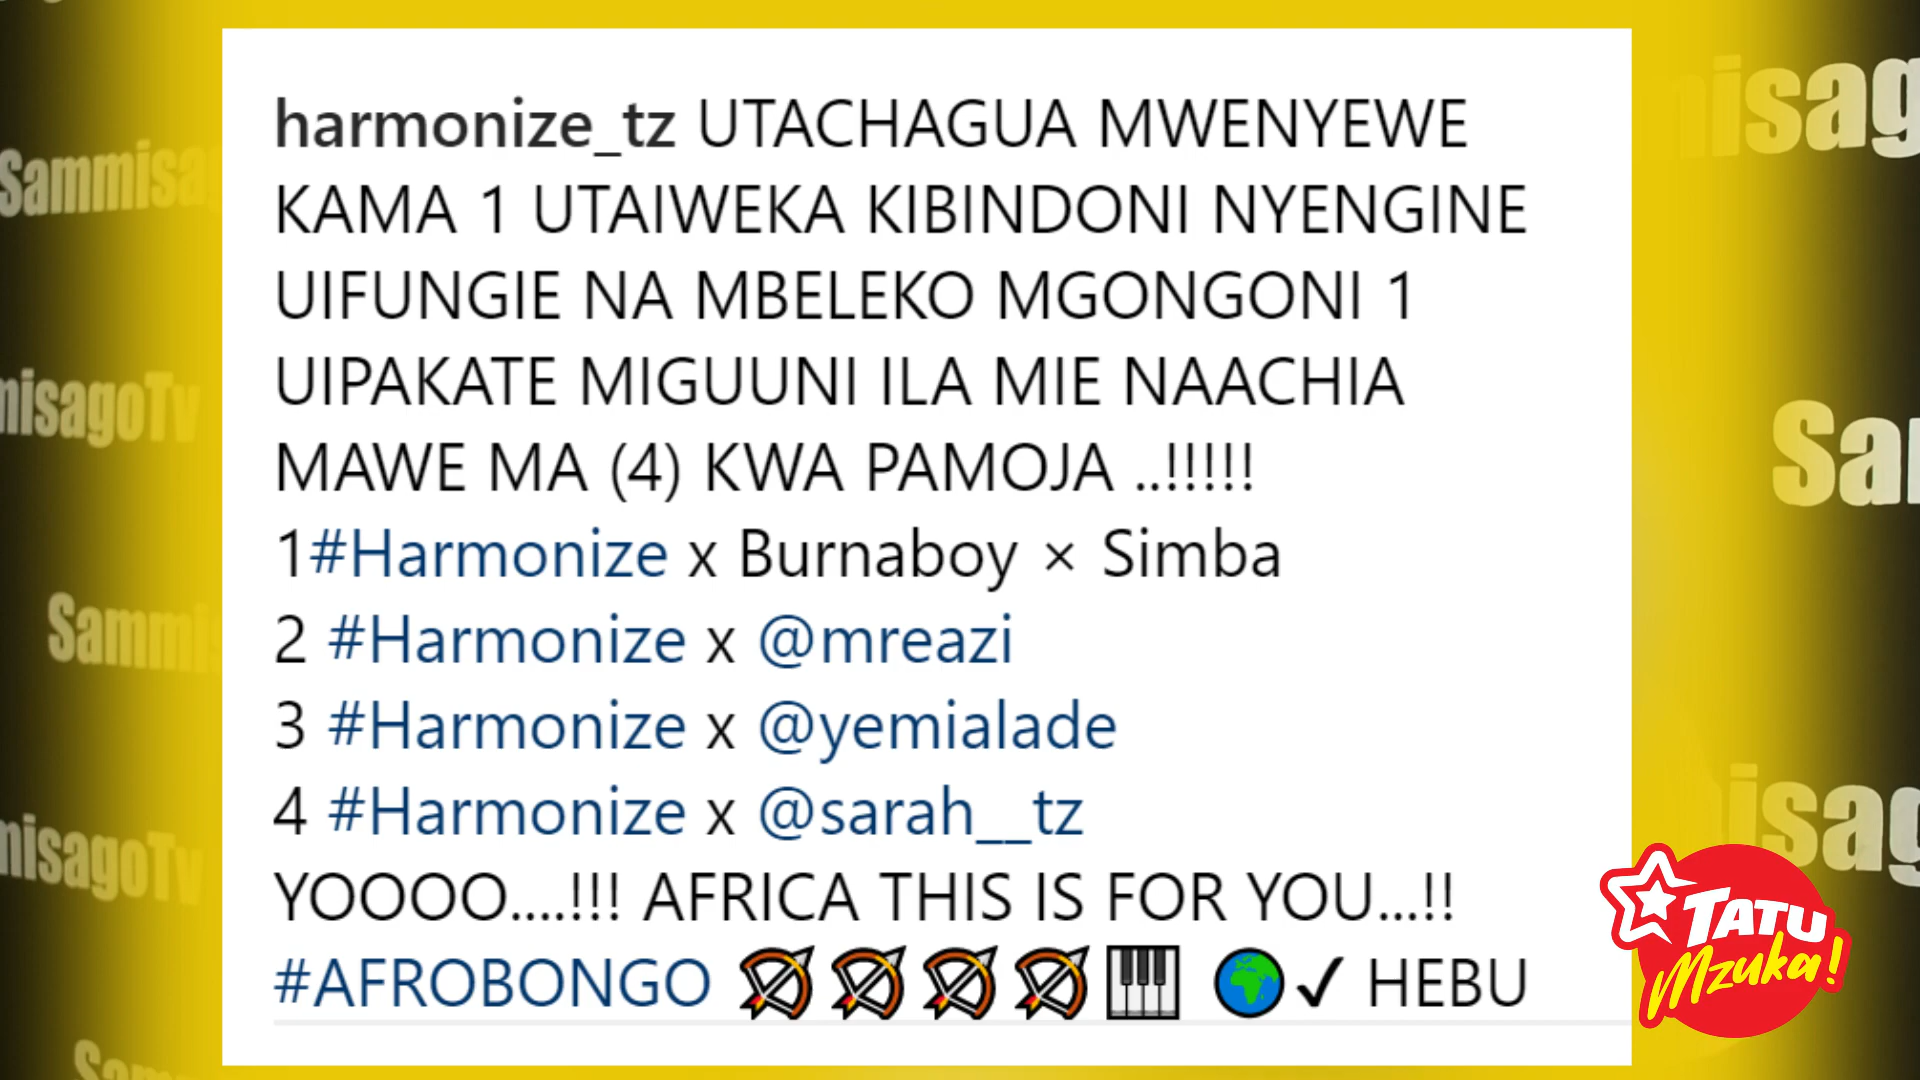 harmonize_tz UTACHAGUA MWENYEWE
KAMA 1 UTAIWEKA KIBINDONI NYENGINE
UIFUNGIE NA MBELEKO MGONGONI 1
UIPAKATE MIGUUNI ILA MIE NAACHIA
MAWE MA (4) KWA PAMOJA ..!!!!!
1#Harmonize x Burnaboy × Simba
2 #Harmonize x @mreazi
3 #Harmonize x @yemialade
4 #Harmonize x @sarah__tz
YOOOO....!!! AFRICA THIS IS FOR YOU...!!
#AFROBONGO 🏹🏹🏹🏹🎹 🌍✔ HEBU
TATU
Mzuka!